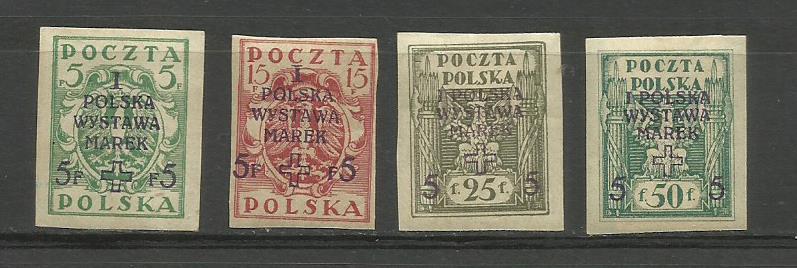 POCZTA
5 5
F F
I
POLSKA
WYSTAWA
MAREK
5F F5
POLSKA
POCZTA
15 15
F F
I
POLSKA
WYSTAWA
MAREK
5F F5
POLSKA
POCZTA
POLSKA
I POLSKA
WYSTAWA
MAREK
5 5
f. 25 f.
POCZTA
POLSKA
I POLSKA
WYSTAWA
MAREK
5 5
f. 50 f.